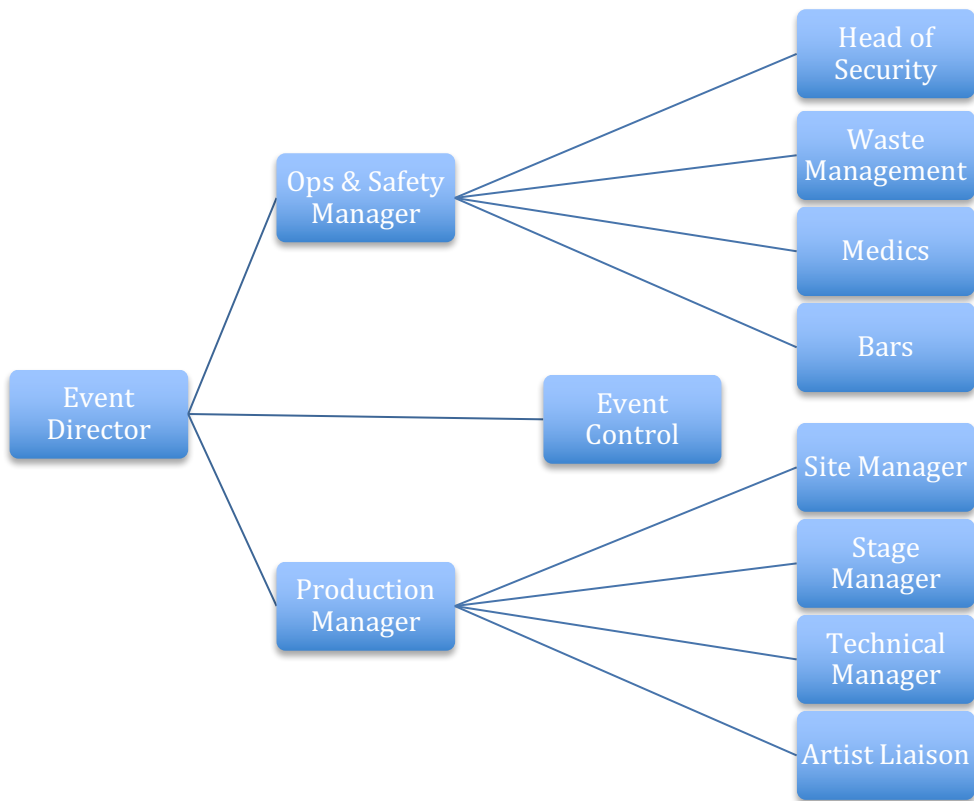 Head of
Security
Waste
Management
Ops & Safety
Manager
Medics
Bars
Event
Director
Event
Control
Site Manager
Stage
Manager
Production
Manager
Technical
Manager
Artist Liaison